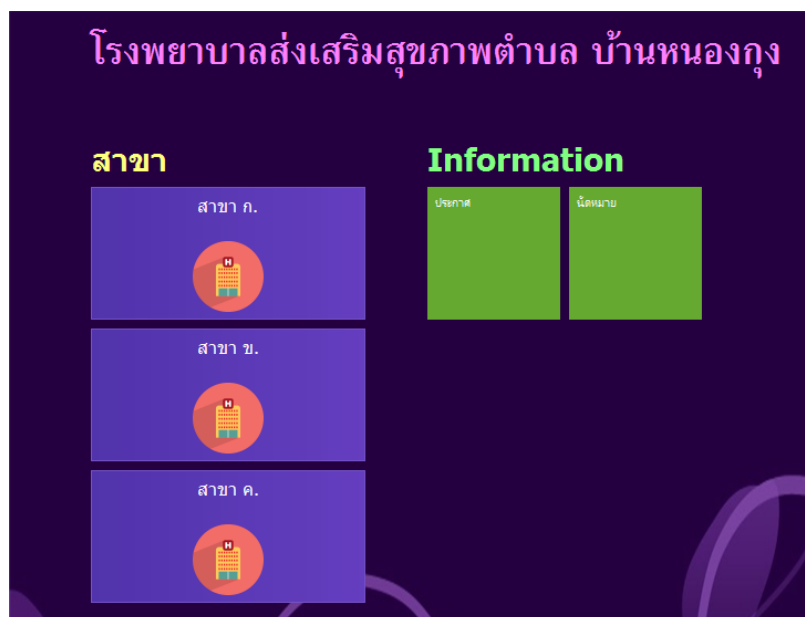 โรงพยาบาลส่งเสริมสุขภาพตำบล บ้านหนองกุง
สาขา
Information
สาขา ก.
ประกาศ
นัดหมาย
H
สาขา ข.
H
สาขา ค.
H